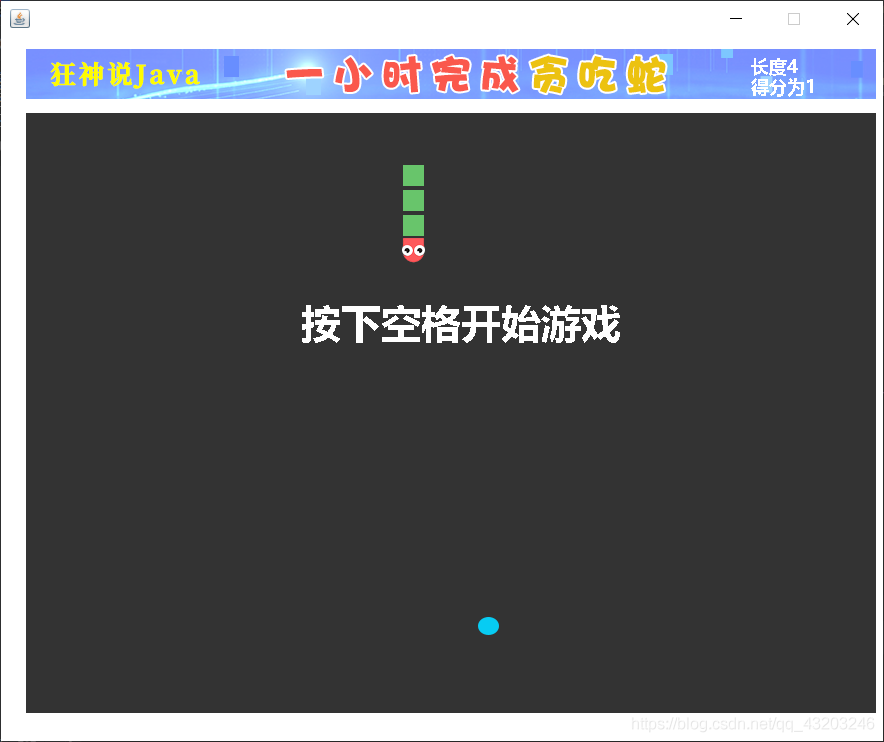 狂神说Java
一小时完成贪吃蛇
长度4
得分为1
按下空格开始游戏
https://blog.csdn.net/qq_43203246